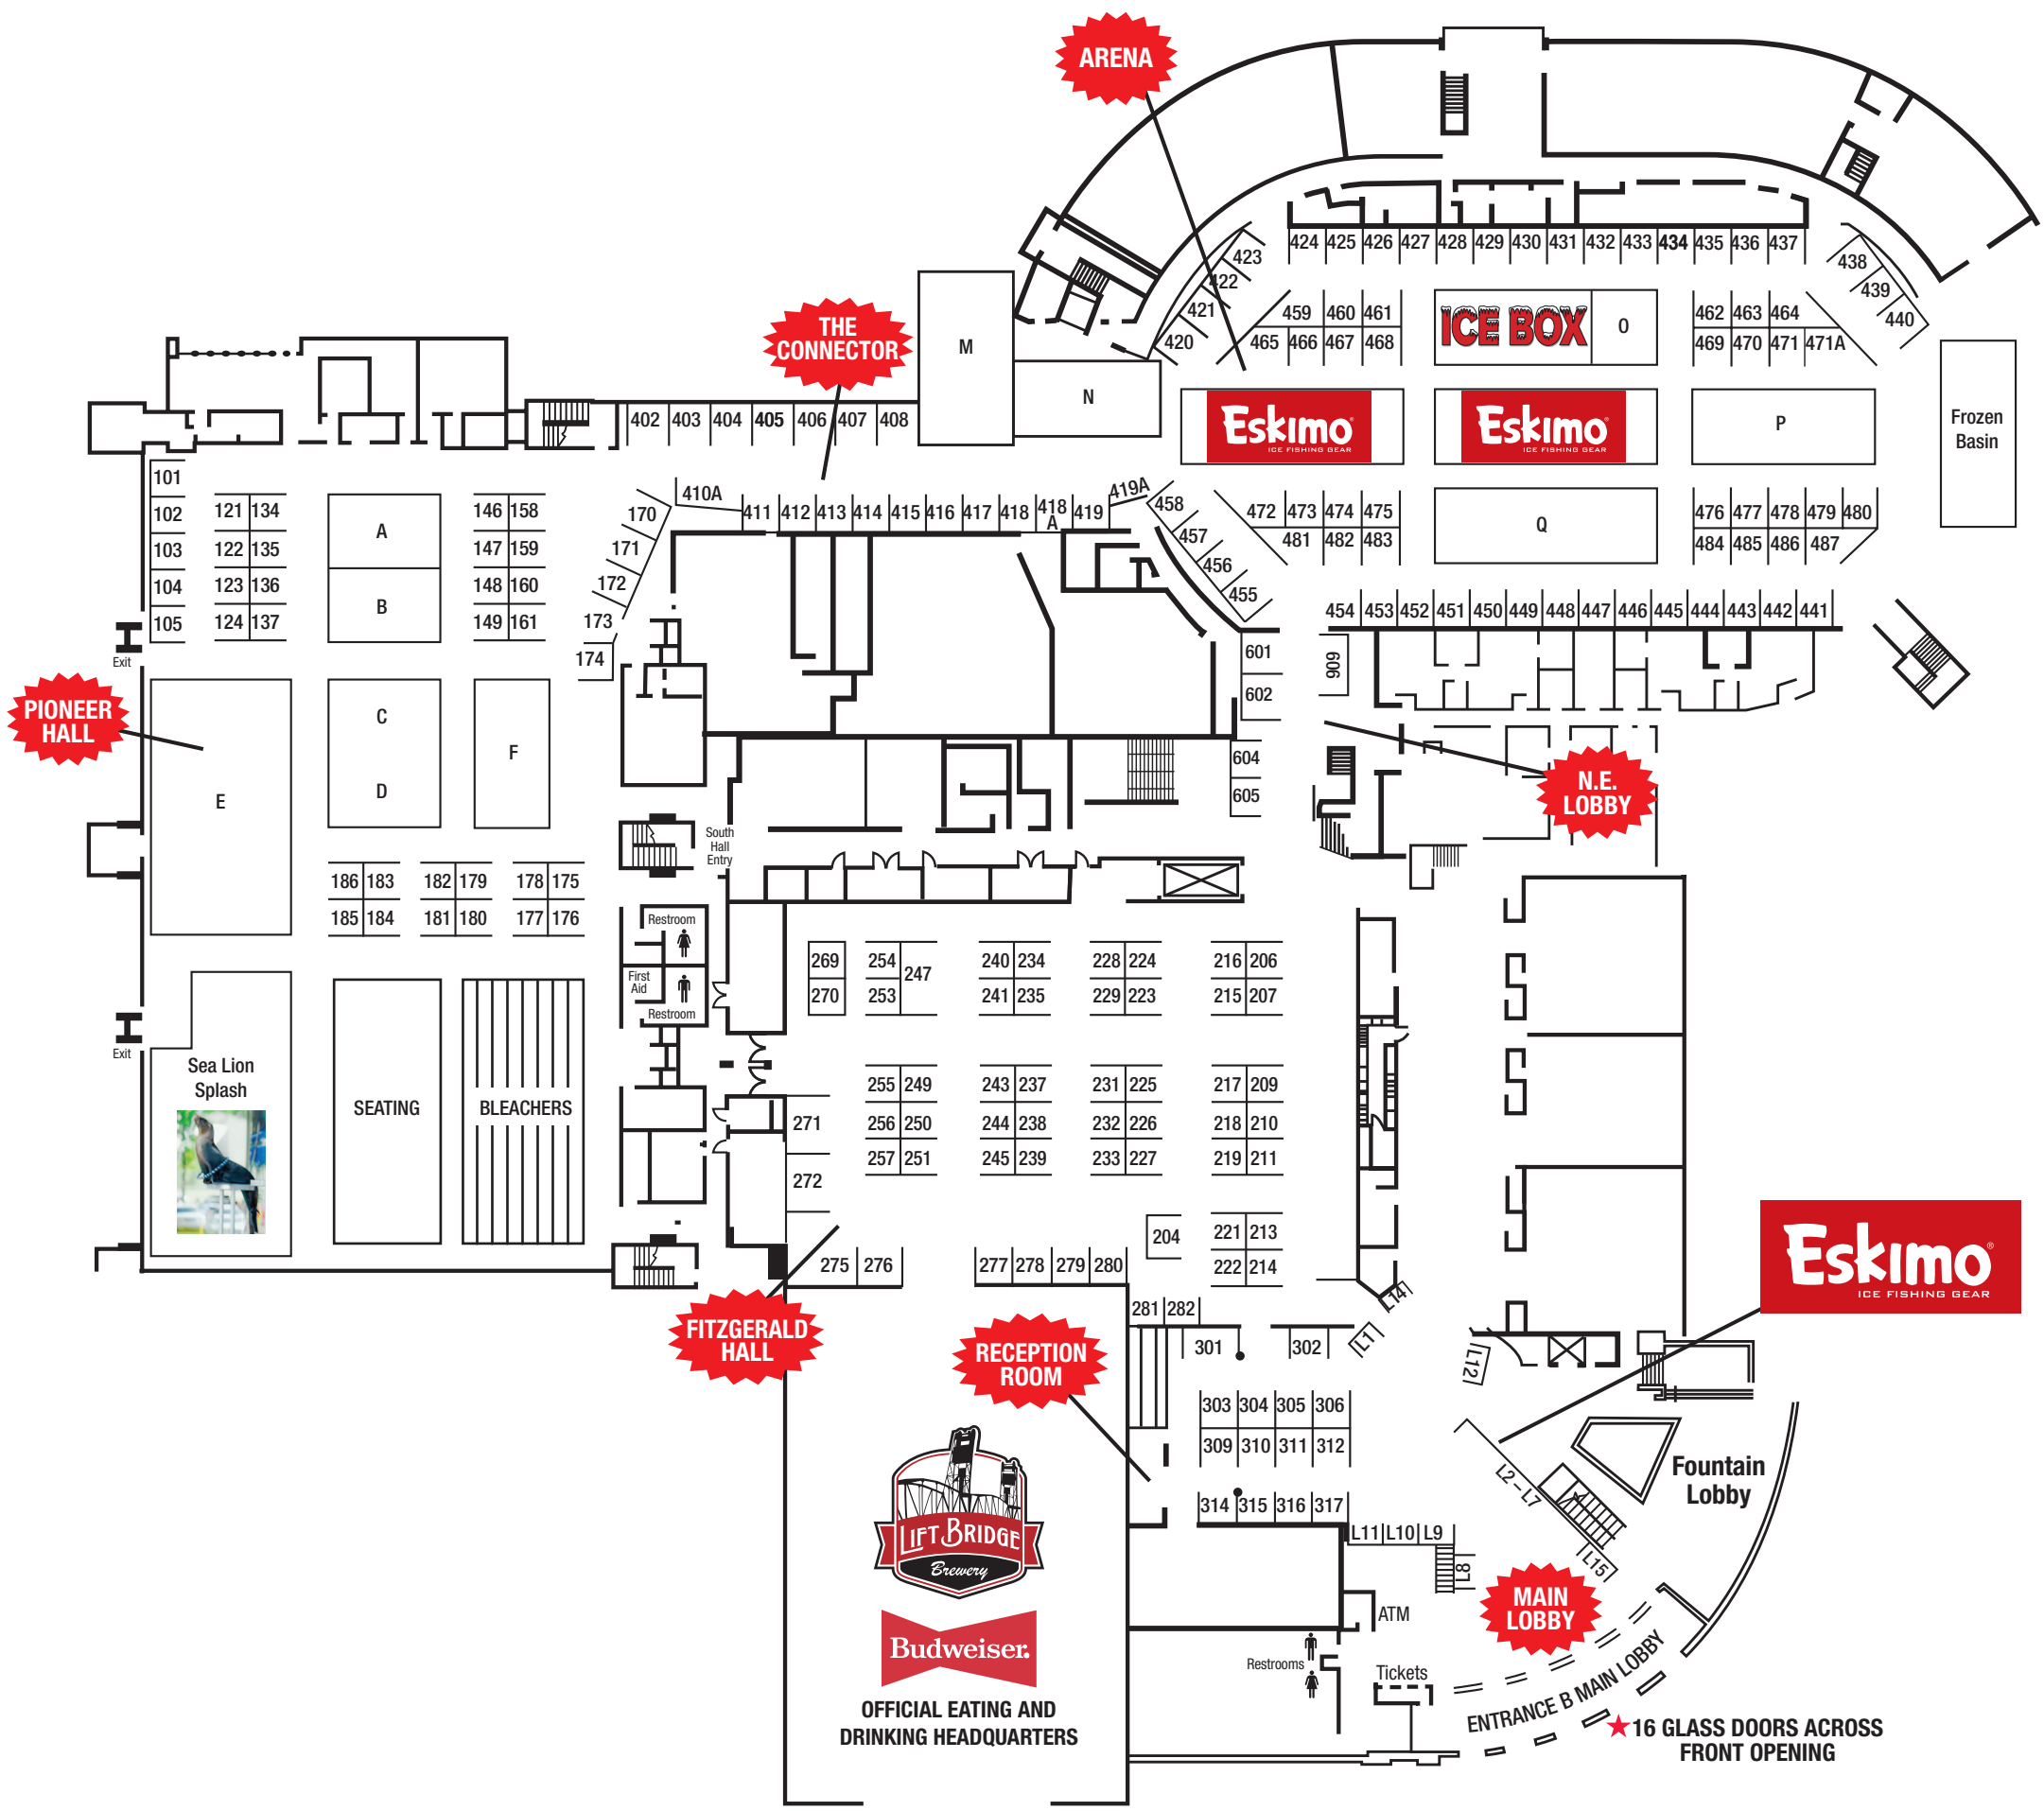 ARENA
424 425 426 427 428 429 430 431 432 433 434 435 436 437
423
422
421
420
438
439
440
459 460 461
465 466 467 468
ICE BOX
O
462 463 464
469 470 471 471A
THE
CONNECTOR
M
N
Eskimo®
ICE FISHING GEAR
Eskimo®
ICE FISHING GEAR
P
Frozen
Basin
402 403 404 405 406 407 408
410A
411 412 413 414 415 416 417 418
418
A
419
419A
458
457
456
455
472 473 474 475
481 482 483
Q
476 477 478 479 480
484 485 486 487
454 453 452 451 450 449 448 447 446 445 444 443 442 441
101
102
103
104
105
Exit
121 134
122 135
123 136
124 137
A
B
146 158
147 159
148 160
149 161
170
171
172
173
174
601
602
609
604
605
N.E.
LOBBY
PIONEER
HALL
E
C
D
F
186 183
185 184
182 179
181 180
178 175
177 176
South
Hall
Entry
Restroom
First
Aid
Restroom
Exit
Sea Lion
Splash
SEATING
BLEACHERS
269
270
254
253
247
240 234
241 235
228 224
229 223
216 206
215 207
271
272
255 249
256 250
257 251
243 237
244 238
245 239
231 225
232 226
233 227
217 209
218 210
219 211
204
221 213
222 214
275 276
277 278 279 280
281 282
301
302
L1
L14
L12
Eskimo®
ICE FISHING GEAR
FITZGERALD
HALL
RECEPTION
ROOM
303 304 305 306
309 310 311 312
314 315 316 317
L11 L10 L9
L8
L2 – L7
L15
Fountain
Lobby
LIFT BRIDGE
Brewery
Budweiser.
OFFICIAL EATING AND
DRINKING HEADQUARTERS
MAIN
LOBBY
ATM
Restrooms
Tickets
ENTRANCE B MAIN LOBBY
16 GLASS DOORS ACROSS
FRONT OPENING